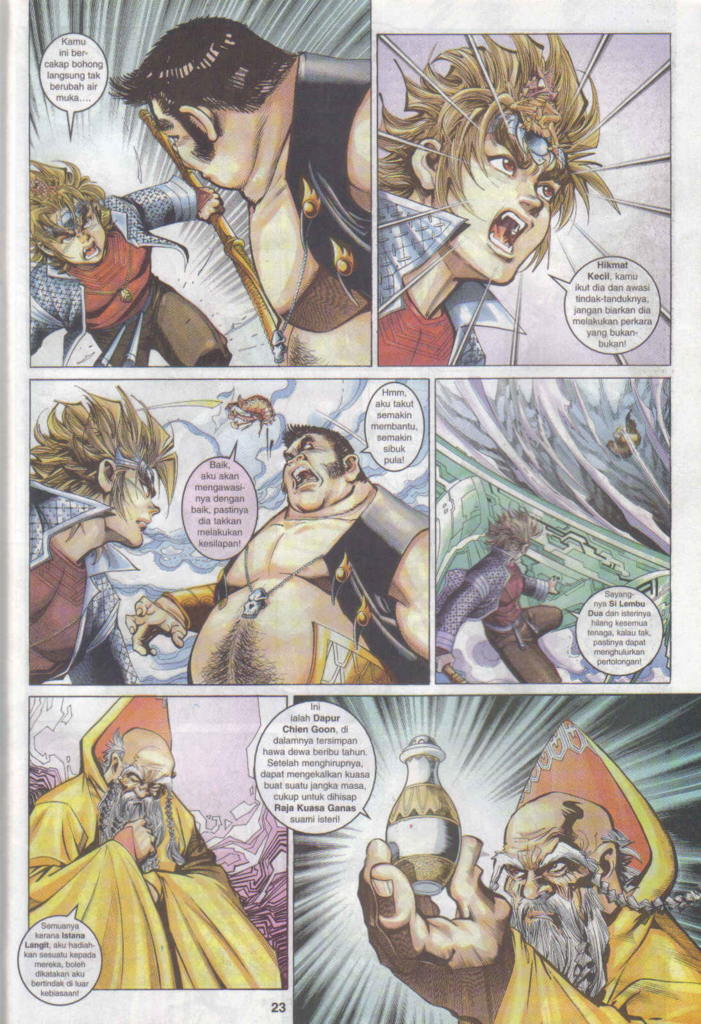 Kamu
ini ber-
cakap bohong
langsung tak
berubah air
muka....
Hikmat
Kecil, kamu
ikut dia dan awasi
tindak-tanduknya,
jangan biarkan dia
melakukan perkara
yang bukan-
bukan!
Hmm,
aku takut
semakin
membantu,
semakin
sibuk
pula!
Baik,
aku akan
mengawasi-
nya dengan
baik, pastinya
dia takkan
melakukan
kesilapan!
Sayang-
nya Si Lembu
Dua dan isterinya
hilang kesemua
tenaga, kalau tak,
pastinya dapat
menghulurkan
pertolongan!
Ini
ialah Dapur
Chien Goon, di
dalamnya tersimpan
hawa dewa beribu tahun.
Setelah menghirupnya,
dapat mengekalkan kuasa
buat suatu jangka masa,
cukup untuk dihisap
Raja Kuasa Ganas
suami isteri!
Semuanya
kerana Istana
Langit, aku hadiah-
kan sesuatu kepada
mereka, boleh
dikatakan aku
bertindak di luar
kebiasaan!
23